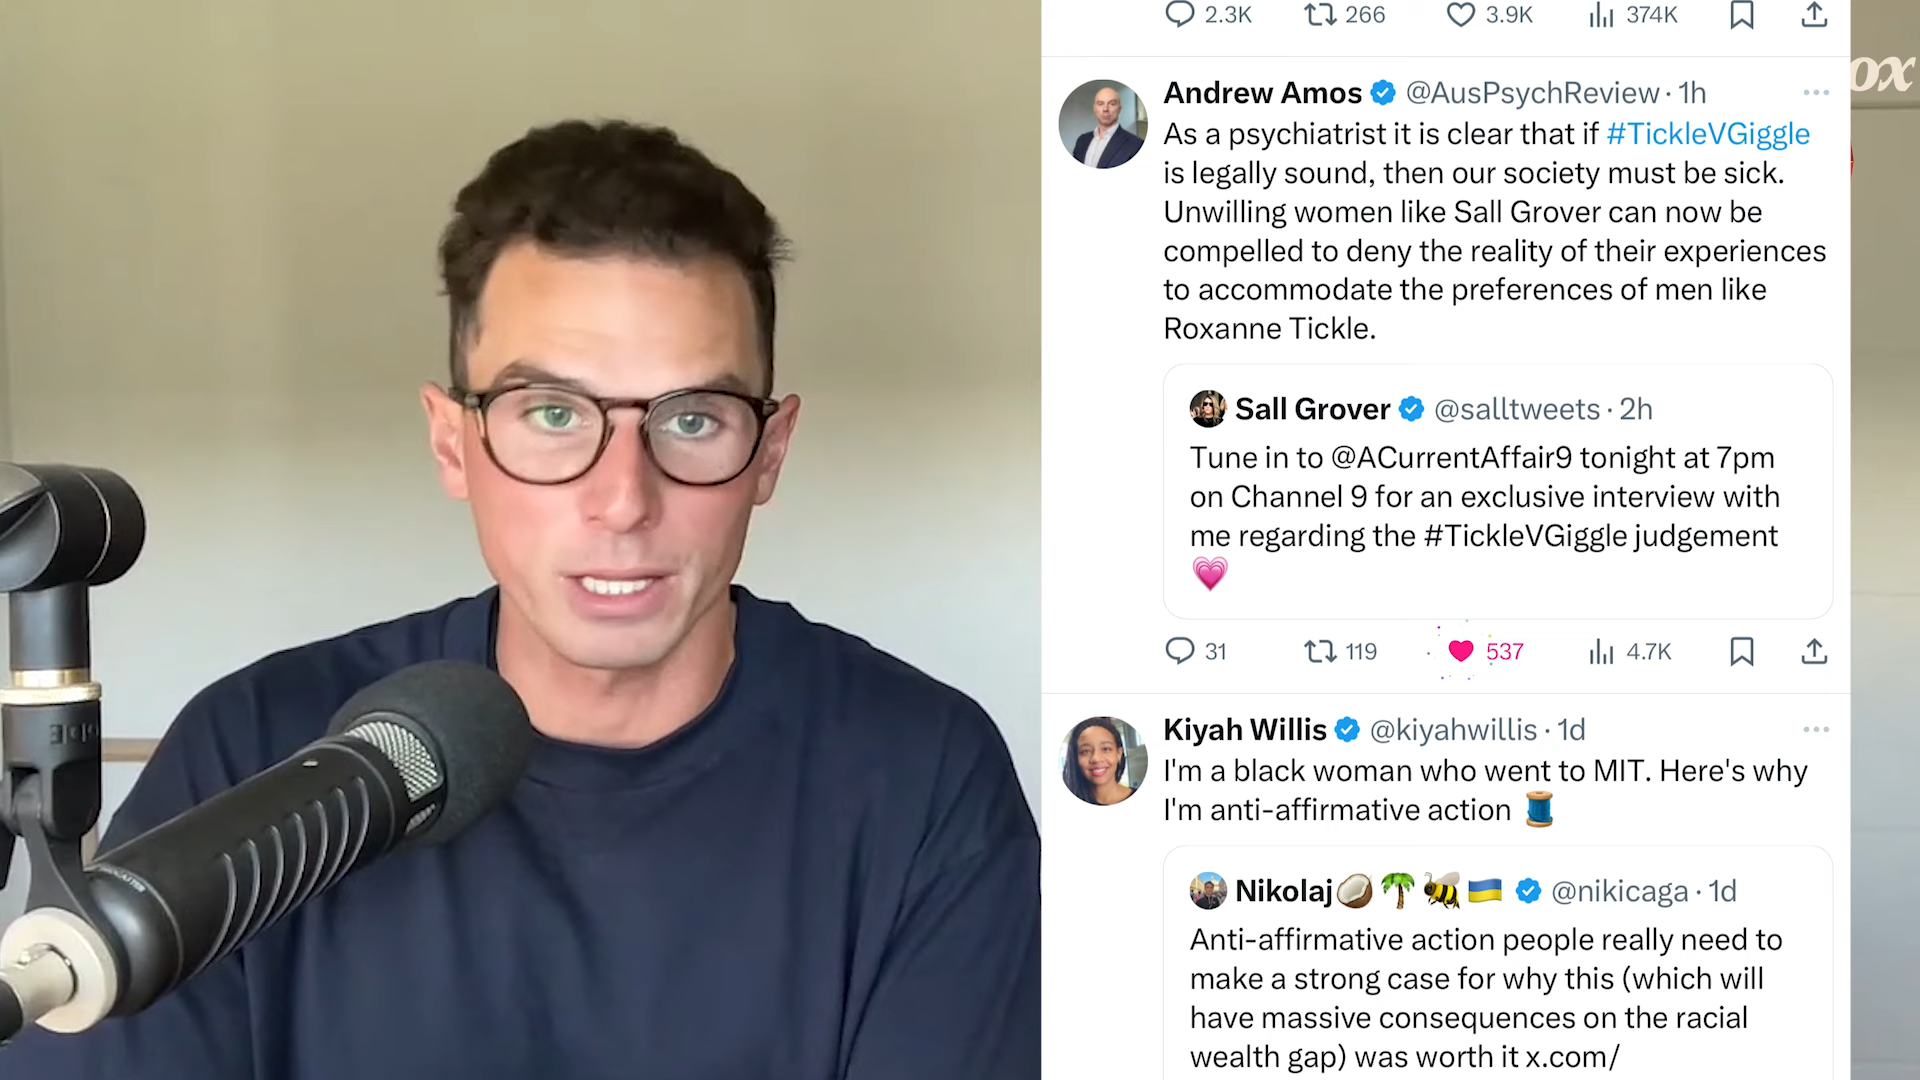 2.3K 266 3.9K 374K
ox
Andrew Amos @AusPsychReview · 1h
As a psychiatrist it is clear that if #TickleVGiggle
is legally sound, then our society must be sick.
Unwilling women like Sall Grover can now be
compelled to deny the reality of their experiences
to accommodate the preferences of men like
Roxanne Tickle.
Sall Grover @salltweets · 2h
Tune in to @ACurrentAffair9 tonight at 7pm
on Channel 9 for an exclusive interview with
me regarding the #TickleVGiggle judgement
💗
31 119 537 4.7K
Kiyah Willis @kiyahwillis · 1d
I'm a black woman who went to MIT. Here's why
I'm anti-affirmative action 🧵
Nikolaj🥥🌴🐝🇺🇦 @nikicaga · 1d
Anti-affirmative action people really need to
make a strong case for why this (which will
have massive consequences on the racial
wealth gap) was worth it x.com/